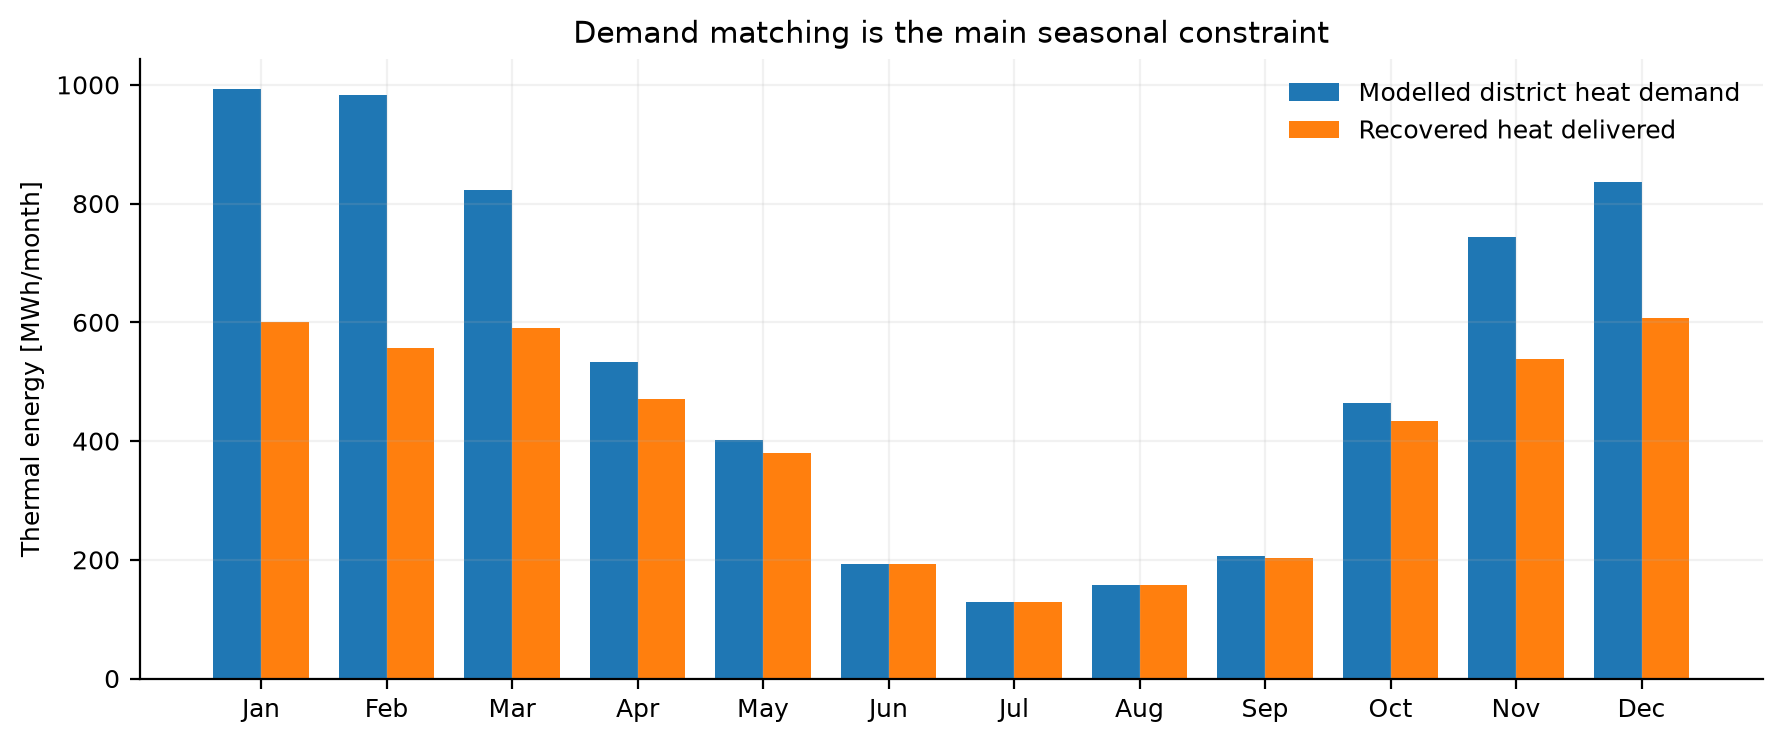 Demand matching is the main seasonal constraint
Modelled district heat demand
Recovered heat delivered
Thermal energy [MWh/month]
1000
800
600
400
200
0
Jan Feb Mar Apr May Jun Jul Aug Sep Oct Nov Dec